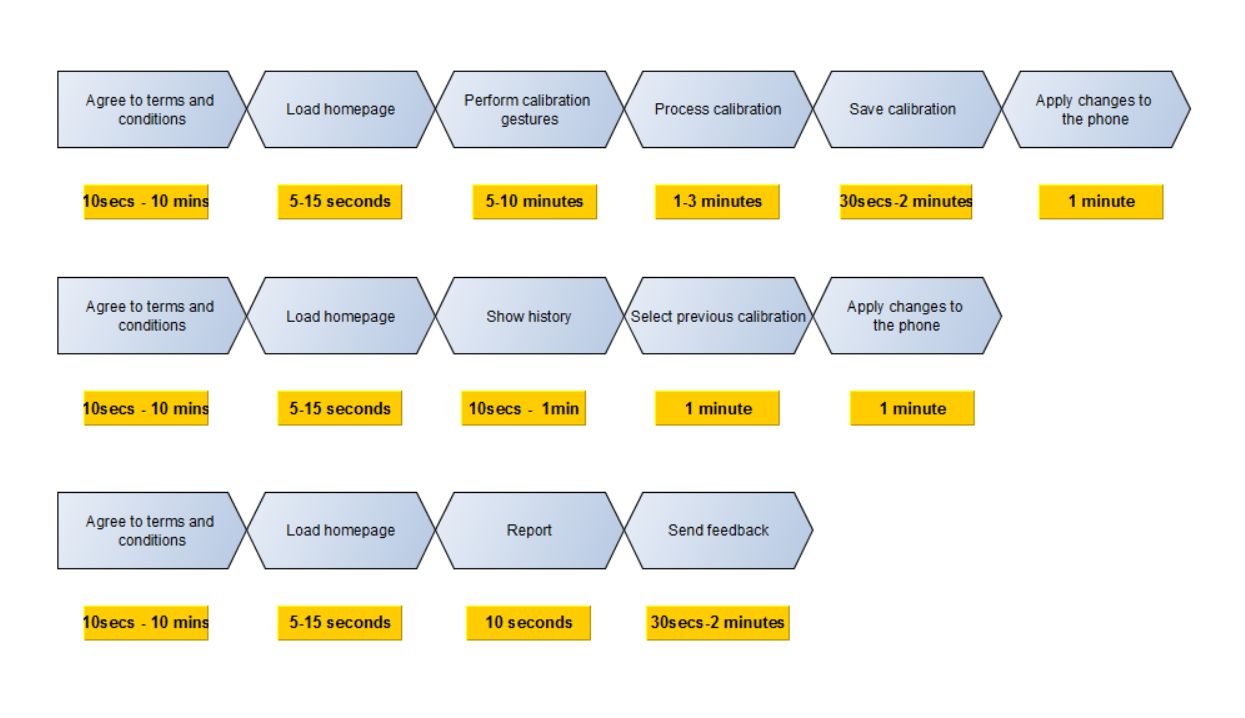 Agree to terms and
conditions
Load homepage
Perform calibration
gestures
Process calibration
Save calibration
Apply changes to
the phone
10secs - 10 mins
5-15 seconds
5-10 minutes
1-3 minutes
30secs-2 minutes
1 minute
Agree to terms and
conditions
Load homepage
Show history
Select previous calibration
Apply changes to
the phone
10secs - 10 mins
5-15 seconds
10secs - 1min
1 minute
1 minute
Agree to terms and
conditions
Load homepage
Report
Send feedback
10secs - 10 mins
5-15 seconds
10 seconds
30secs-2 minutes